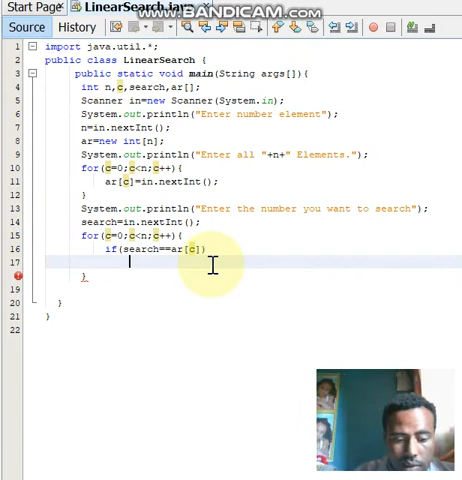 Start Page
LinearSearch.java
www.BANDICAM.com
Source
History
1 import java.util.*;
2 public class LinearSearch {
3 public static void main(String args[]){
4 int n,c,search,ar[];
5 Scanner in=new Scanner(System.in);
6 System.out.println("Enter number element");
7 n=in.nextInt();
8 ar=new int[n];
9 System.out.println("Enter all "+n+" Elements.");
10 for(c=0;c<n;c++){
11 ar[c]=in.nextInt();
12 }
13 System.out.println("Enter the number you want to search");
14 search=in.nextInt();
15 for(c=0;c<n;c++){
16 if(search==ar[c])
17
}
19
20 }
21 }
22